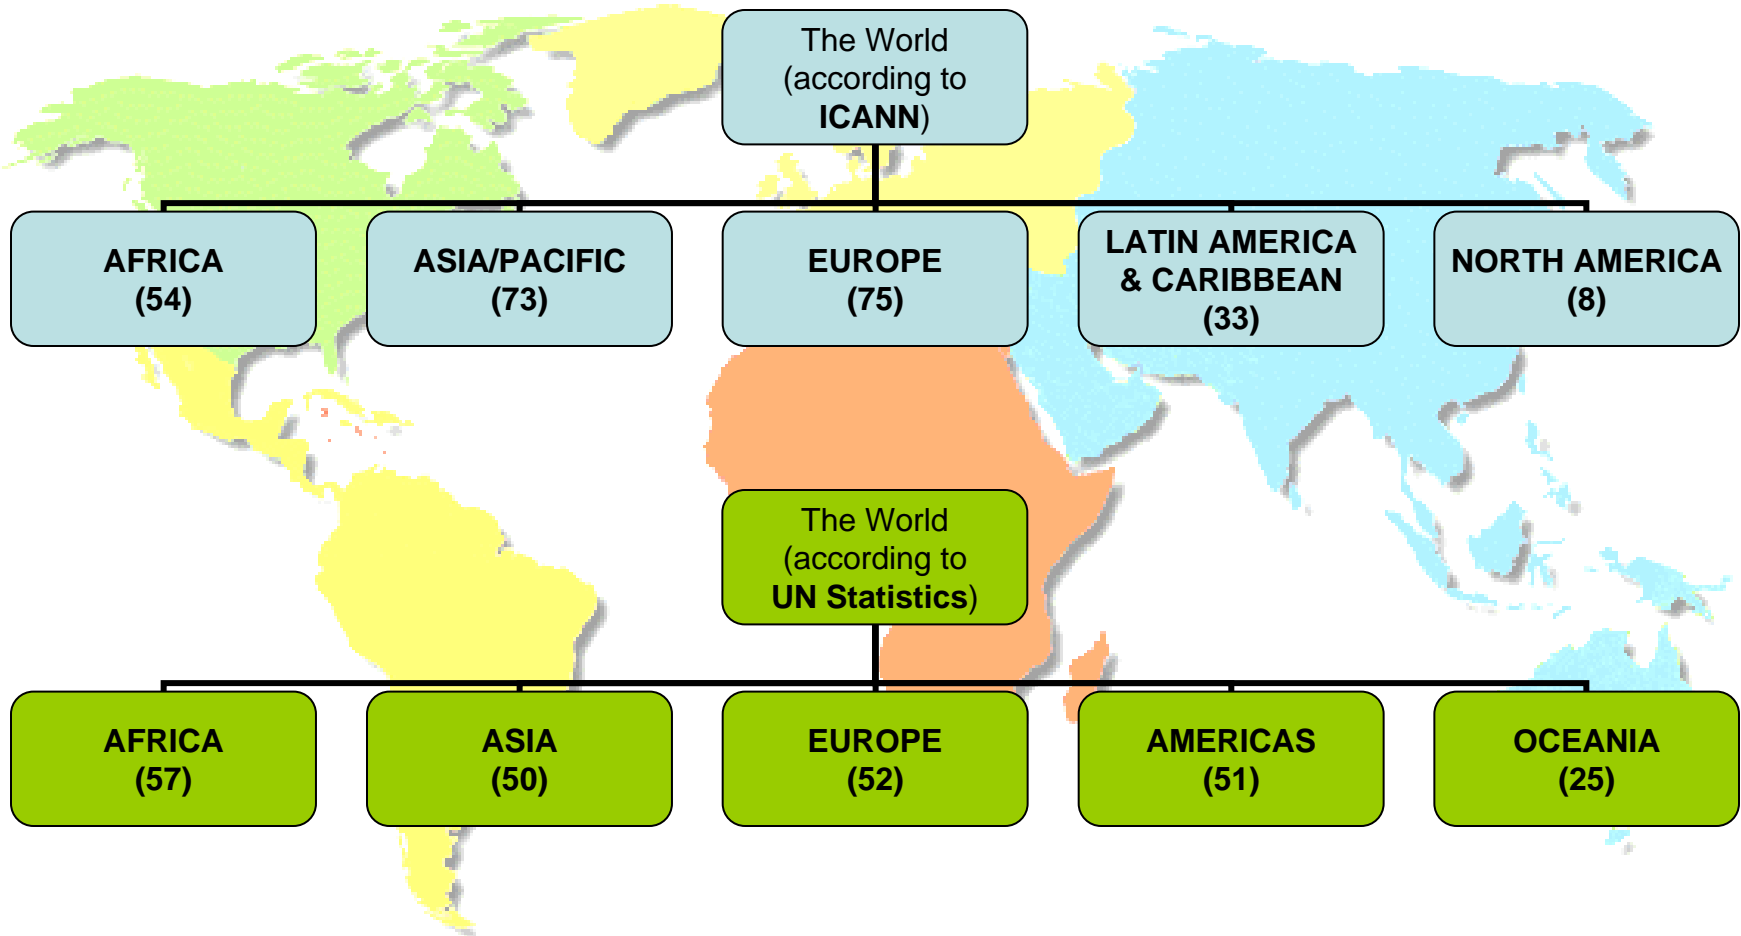 The World
(according to
ICANN)
AFRICA
(54)
ASIA/PACIFIC
(73)
EUROPE
(75)
LATIN AMERICA
& CARIBBEAN
(33)
NORTH AMERICA
(8)
The World
(according to
UN Statistics)
AFRICA
(57)
ASIA
(50)
EUROPE
(52)
AMERICAS
(51)
OCEANIA
(25)